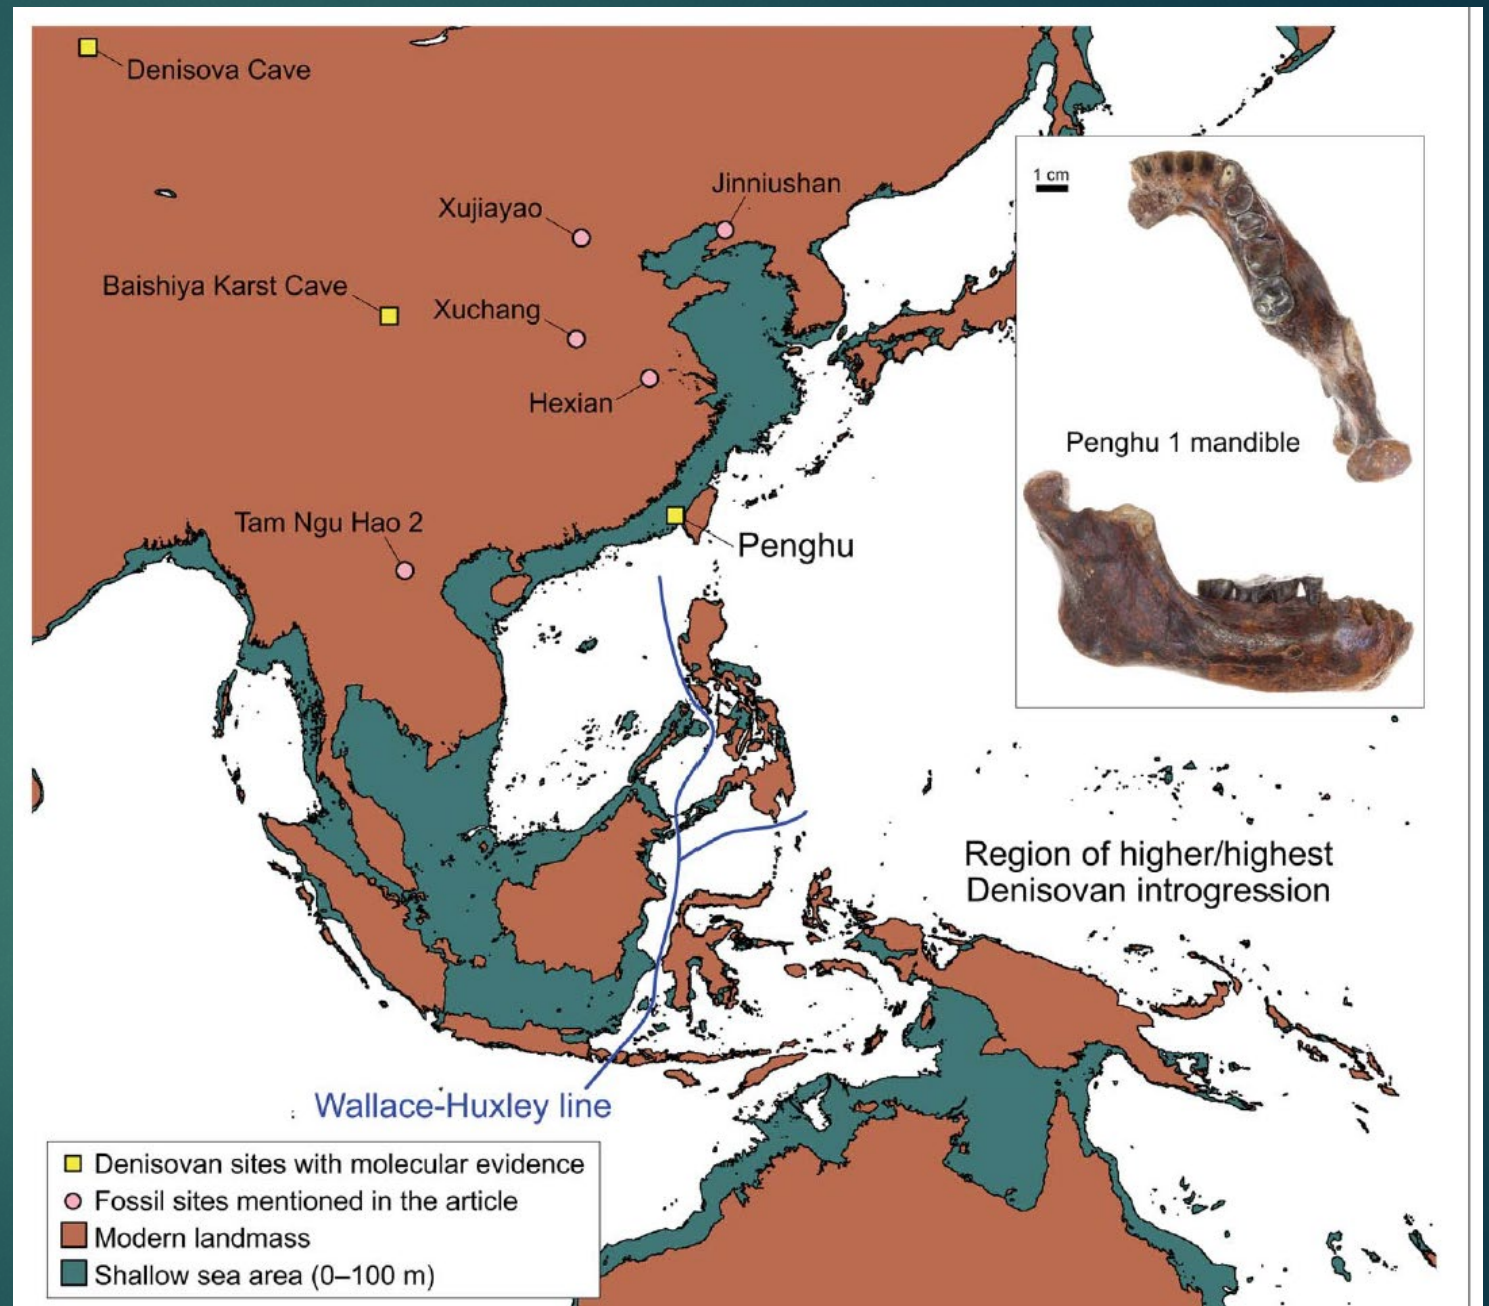 Denisova Cave
1 cm
Jinniushan
Xujiayao
Baishiya Karst Cave
Xuchang
Hexian
Penghu 1 mandible
Tam Ngu Hao 2
Penghu
Region of higher/highest
Denisovan introgression
Wallace-Huxley line
Denisovan sites with molecular evidence
Fossil sites mentioned in the article
Modern landmass
Shallow sea area (0–100 m)